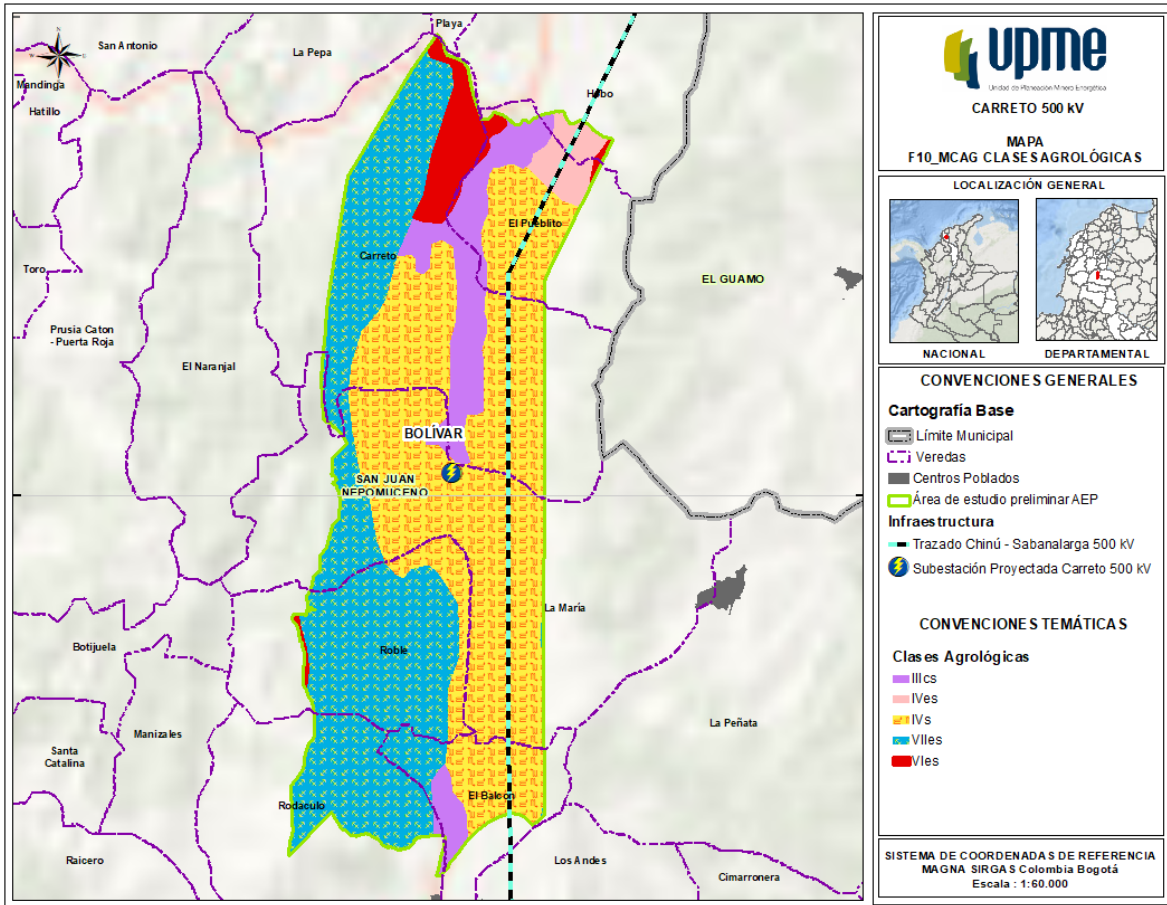 Playa
San Antonio
La Pepa
N
Mandinga
Hobo
Hatillo
El Pueblito
Carreto
Toro
EL GUAMO
Prusia Caton
- Puerta Roja
El Naranjal
BOLÍVAR
SAN JUAN
NEPOMUCENO
La María
Botijuela
Roble
La Peñata
Manizales
Santa
Catalina
El Balcon
Rodaculo
Raicero
Los Andes
Cimarronera
upme
Unidad de Planeación Minero Energética
CARRETO 500 kV
MAPA
F10_MCAG CLASES AGROLÓGICAS
LOCALIZACIÓN GENERAL
NACIONAL
DEPARTAMENTAL
CONVENCIONES GENERALES
Cartografía Base
Límite Municipal
Veredas
Centros Poblados
Área de estudio preliminar AEP
Infraestructura
Trazado Chinú - Sabanalarga 500 kV
Subestación Proyectada Carreto 500 kV
CONVENCIONES TEMÁTICAS
Clases Agrológicas
IIIcs
IVes
IVs
VIIes
VIes
SISTEMA DE COORDENADAS DE REFERENCIA
MAGNA SIRGAS Colombia Bogotá
Escala : 1:60.000